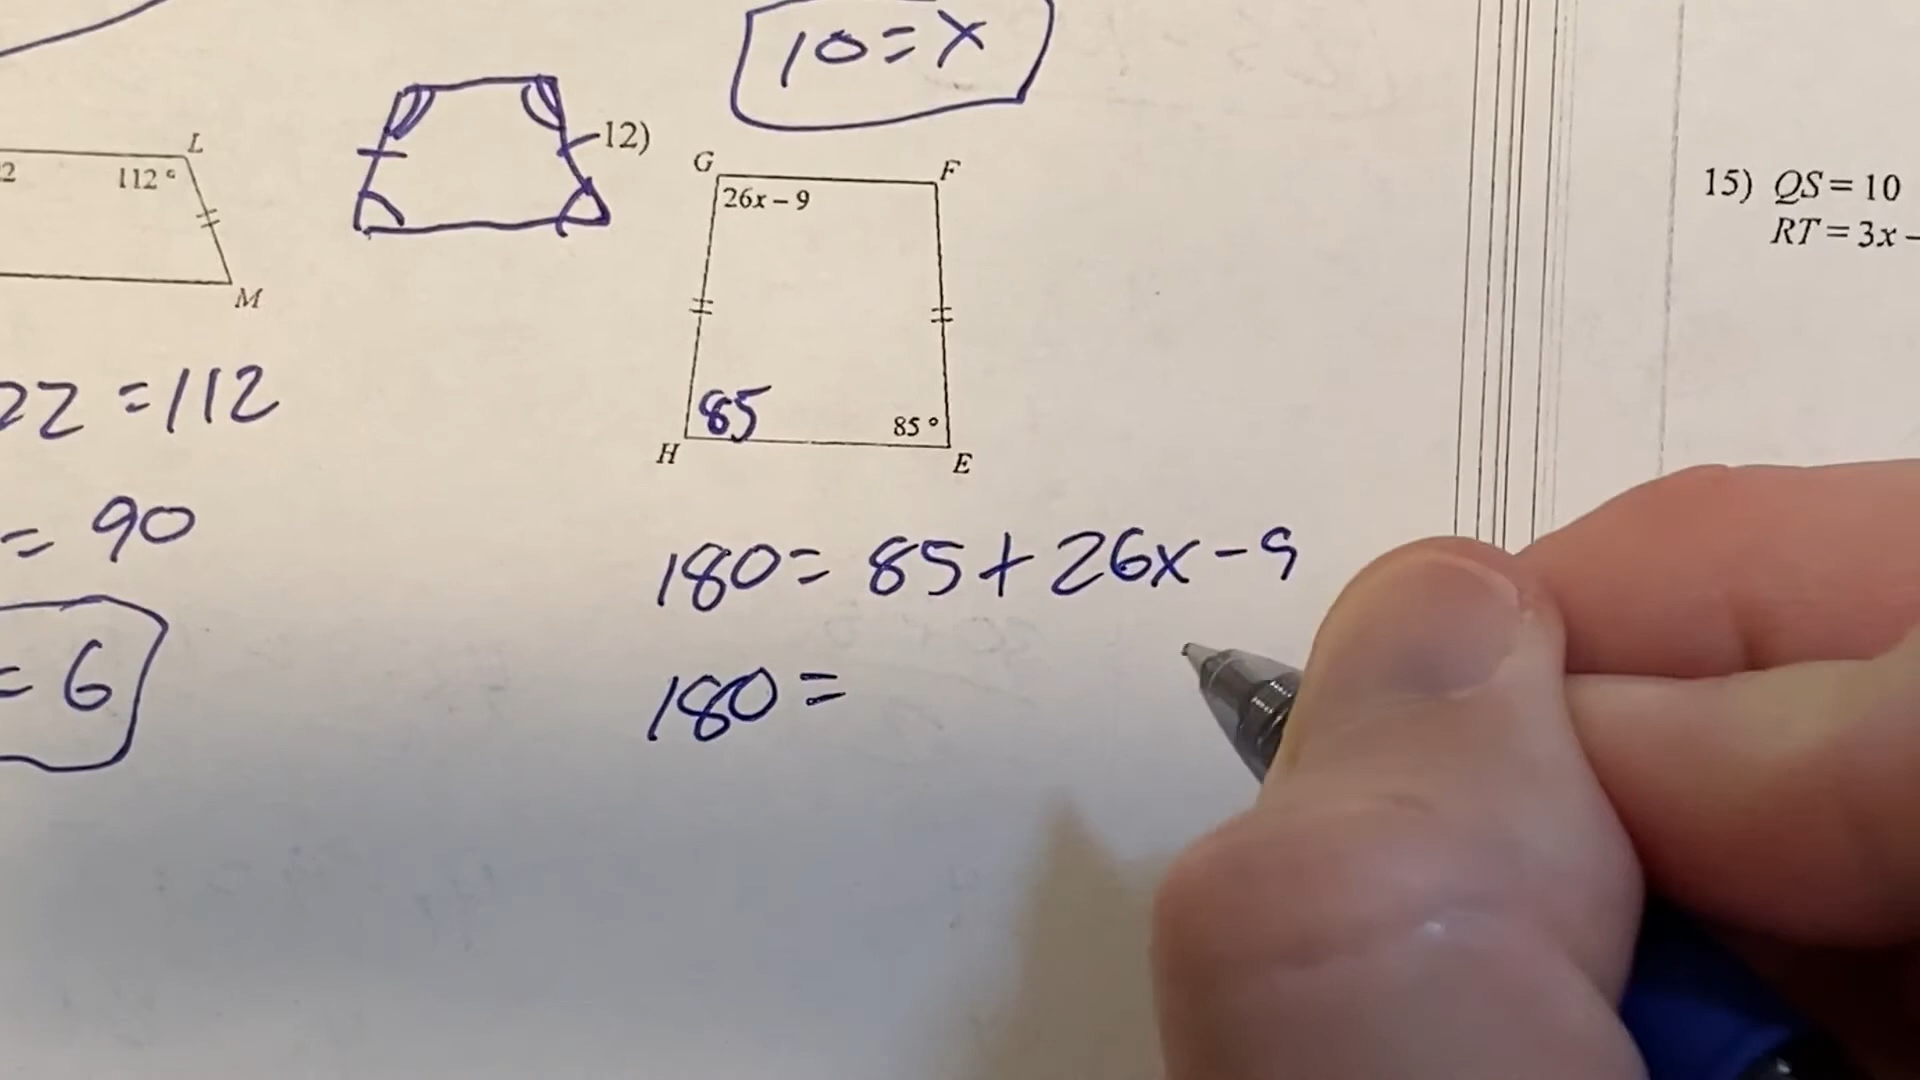 10=x
L
12)
G
F
15) QS = 10
2
112°
26x – 9
RT = 3x –
M
22 =112
85
85°
H
E
= 90
180= 85+26x-9
= 6
180=